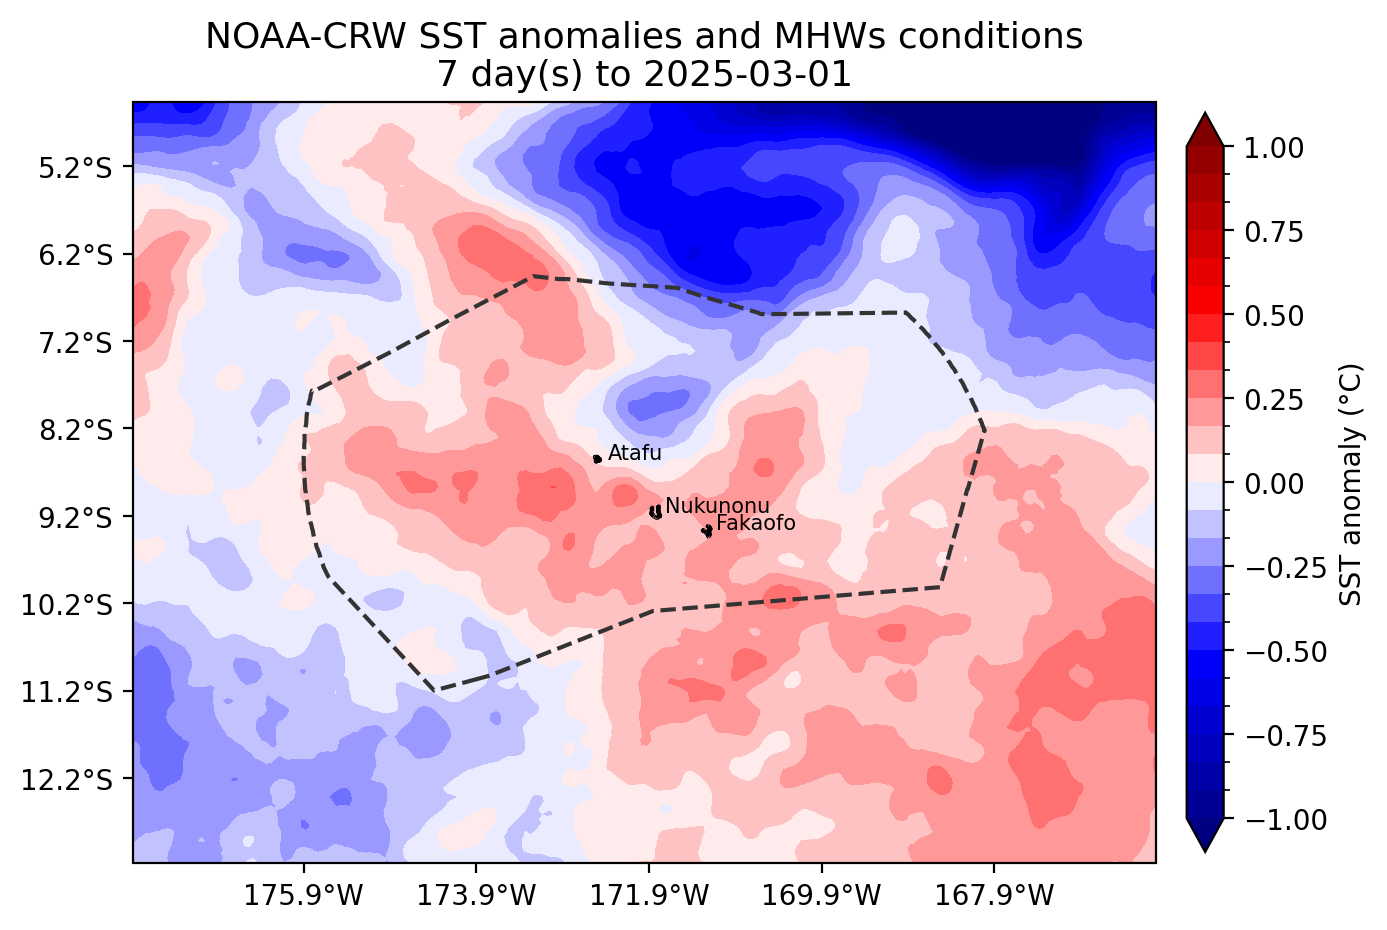 NOAA-CRW SST anomalies and MHWs conditions
7 day(s) to 2025-03-01
5.2°S
6.2°S
7.2°S
8.2°S
9.2°S
10.2°S
11.2°S
12.2°S
Atafu
Nukunonu
Fakaofo
175.9°W
173.9°W
171.9°W
169.9°W
167.9°W
1.00
0.75
0.50
0.25
0.00
−0.25
−0.50
−0.75
−1.00
SST anomaly (°C)